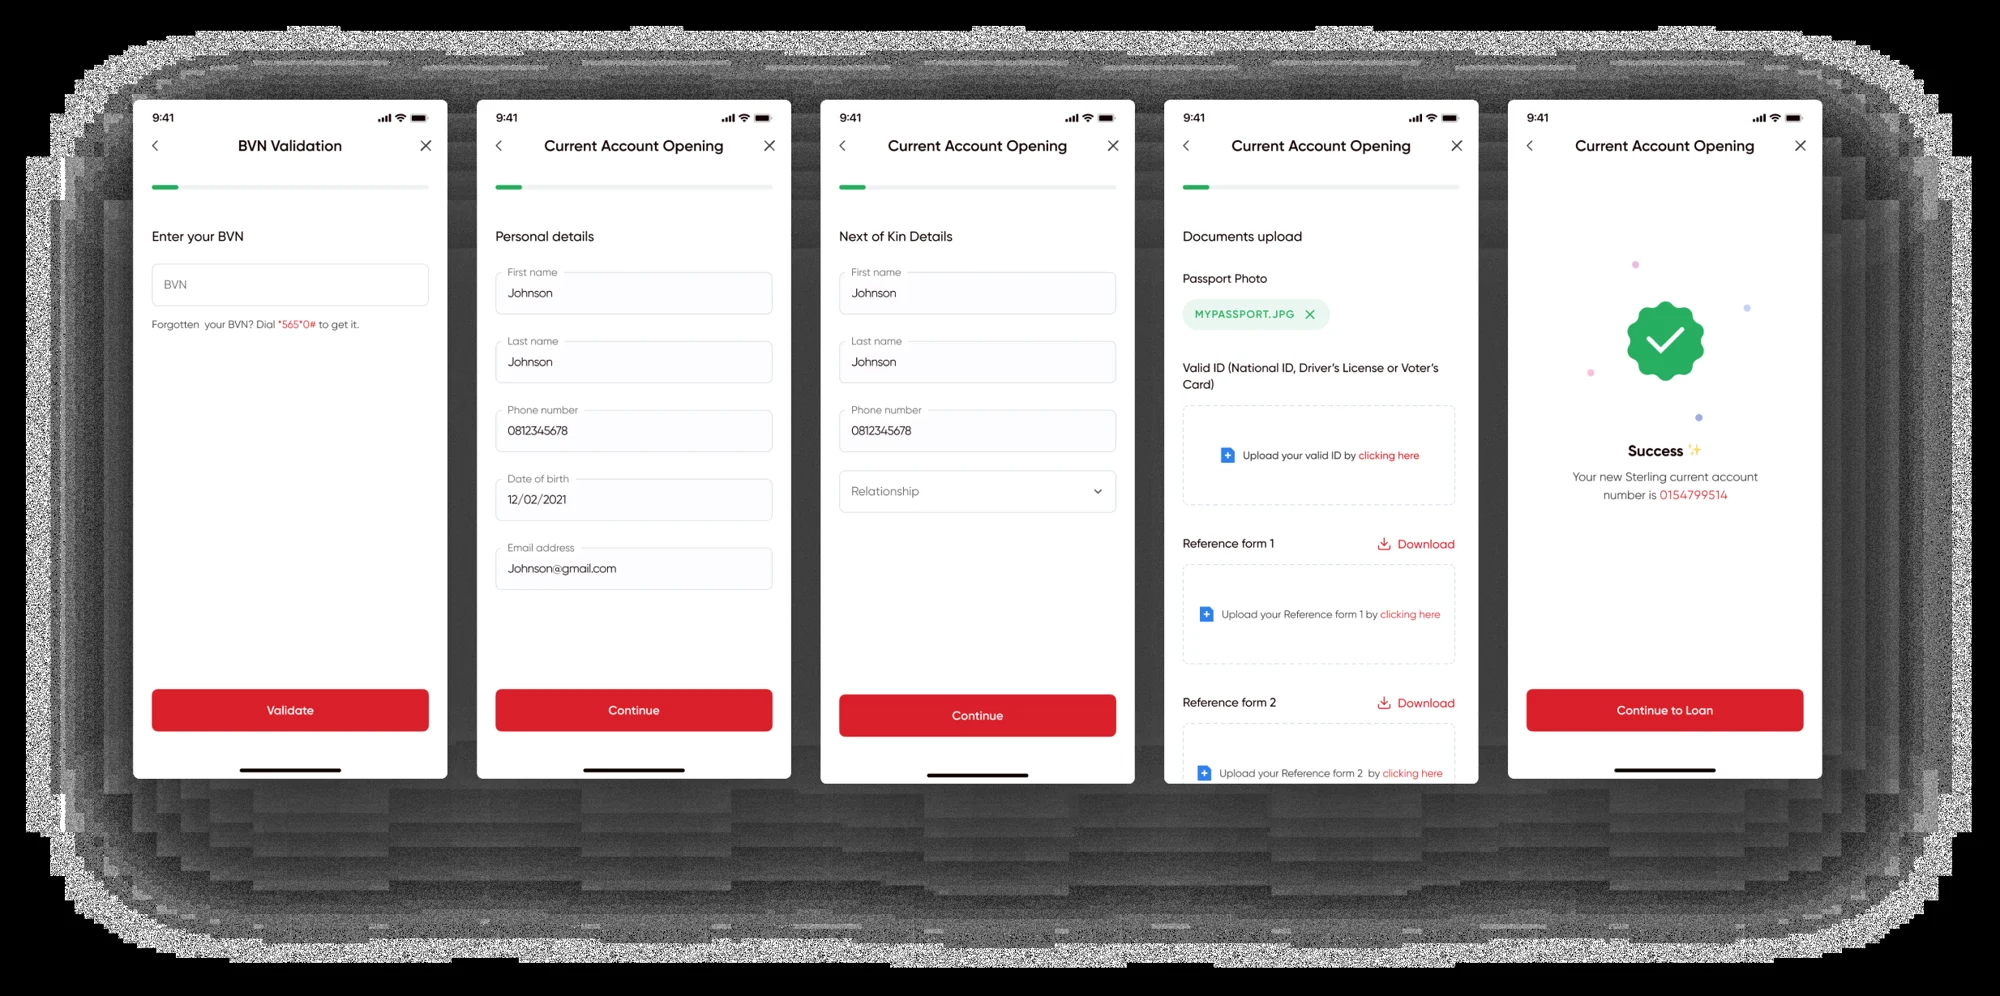 9:41
BVN Validation
Enter your BVN
BVN
Forgotten your BVN? Dial *565*0# to get it.
Validate
9:41
Current Account Opening
Personal details
First name
Johnson
Last name
Johnson
Phone number
0812345678
Date of birth
12/02/2021
Email address
Johnson@gmail.com
Continue
9:41
Current Account Opening
Next of Kin Details
First name
Johnson
Last name
Johnson
Phone number
0812345678
Relationship
Continue
9:41
Current Account Opening
Documents upload
Passport Photo
MYPASSPORT.JPG
Valid ID (National ID, Driver's License or Voter's
Card)
Upload your valid ID by clicking here
Reference form 1 Download
Upload your Reference form 1 by clicking here
Reference form 2 Download
Upload your Reference form 2 by clicking here
9:41
Current Account Opening
Success ✨
Your new Sterling current account
number is 0154799514
Continue to Loan